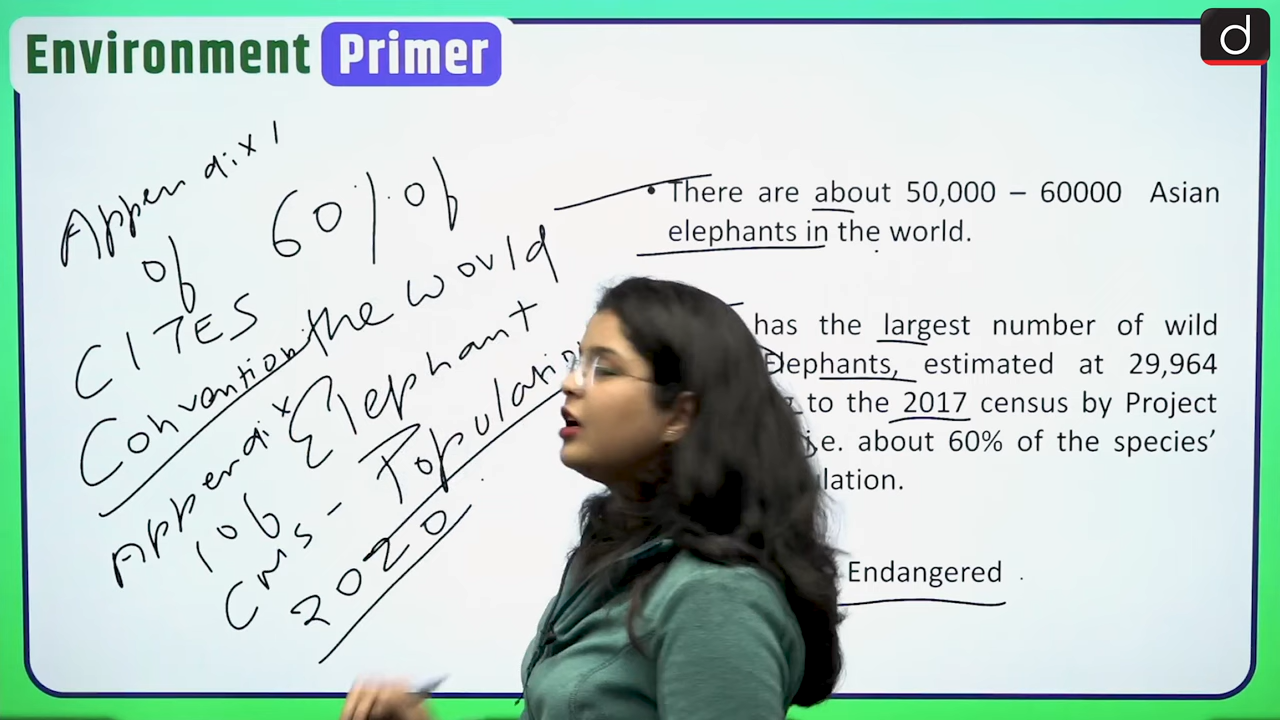 Environment Primer
d
Appendix 1
of
CITES
Convention
60% of
the world
Elephant
Population
Appendix
1 of
CMS - 2020
• There are about 50,000 – 60000 Asian
elephants in the world.
has the largest number of wild
Elephants, estimated at 29,964
to the 2017 census by Project
i.e. about 60% of the species’
Endangered